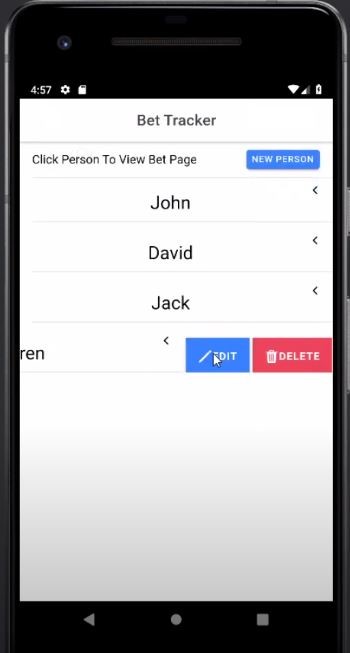 4:57
Bet Tracker
Click Person To View Bet Page NEW PERSON
John
David
Jack
ren EDIT DELETE